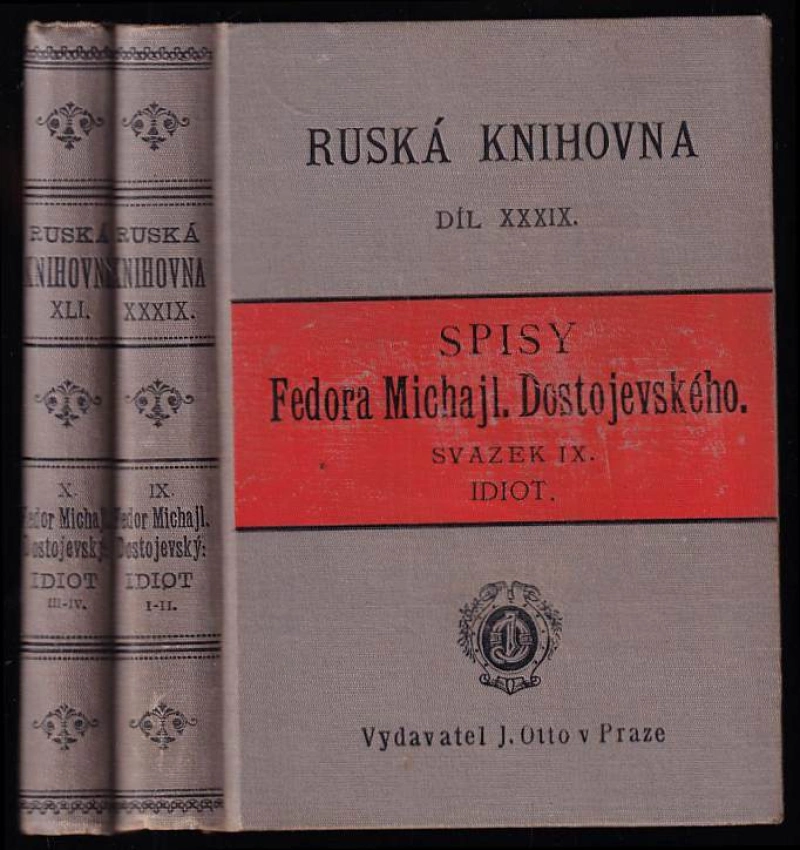 RUSKÁ
KNIHOVN
XLI.
X.
Fedor Michajl.
Dostojevský:
IDIOT
III-IV.
RUSKÁ
KNIHOVNA
XXXIX.
IX.
Fedor Michajl.
Dostojevský:
IDIOT
I-II.
RUSKÁ KNIHOVNA
DÍL XXXIX.
SPISY
Fedora Michajl. Dostojevského.
SVAZEK IX.
IDIOT.
Vydavatel J. Otto v Praze